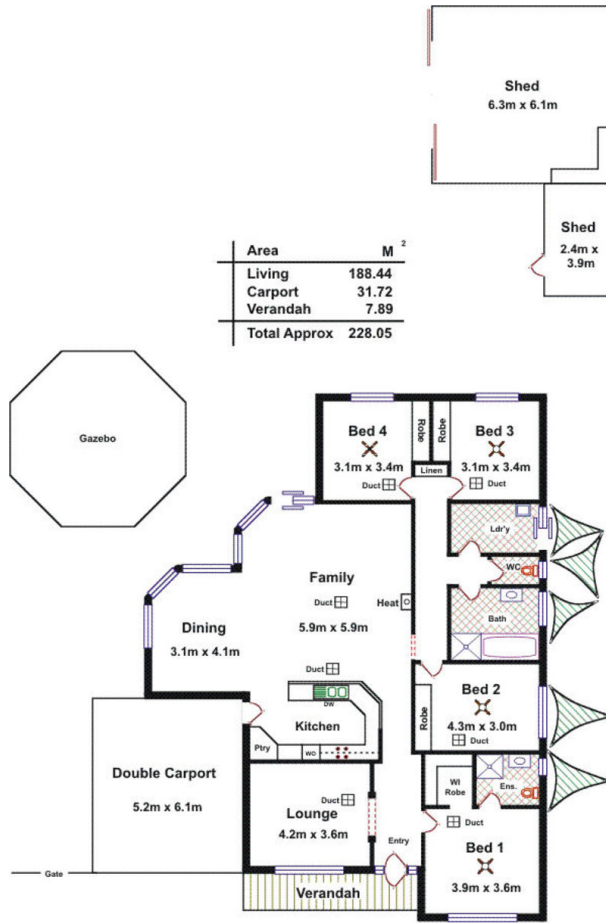 Shed
6.3m x 6.1m
Shed
2.4m x
3.9m
Area M 2
Living 188.44
Carport 31.72
Verandah 7.89
Total Approx 228.05
Gazebo
Bed 4
3.1m x 3.4m
Duct
Robe
Robe
Bed 3
3.1m x 3.4m
Duct
Linen
Ldr'y
WC
Bath
Family
Duct
5.9m x 5.9m
Heat
Dining
3.1m x 4.1m
Duct
DW
Kitchen
Ptry
WO
Bed 2
4.3m x 3.0m
Duct
Robe
Double Carport
5.2m x 6.1m
Duct
Lounge
4.2m x 3.6m
WI
Robe
Ens.
Duct
Entry
Bed 1
3.9m x 3.6m
Gate
Verandah